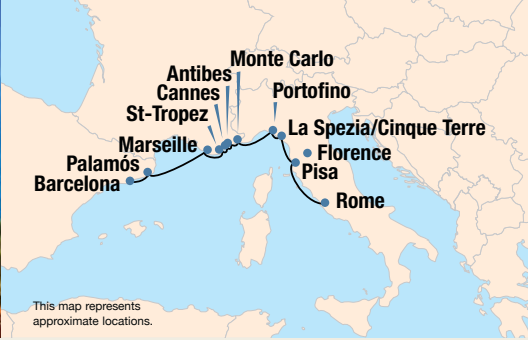 Monte Carlo
Antibes
Cannes
Portofino
St-Tropez
La Spezia/Cinque Terre
Marseille
Florence
Palamós
Pisa
Barcelona
Rome
This map represents
approximate locations.